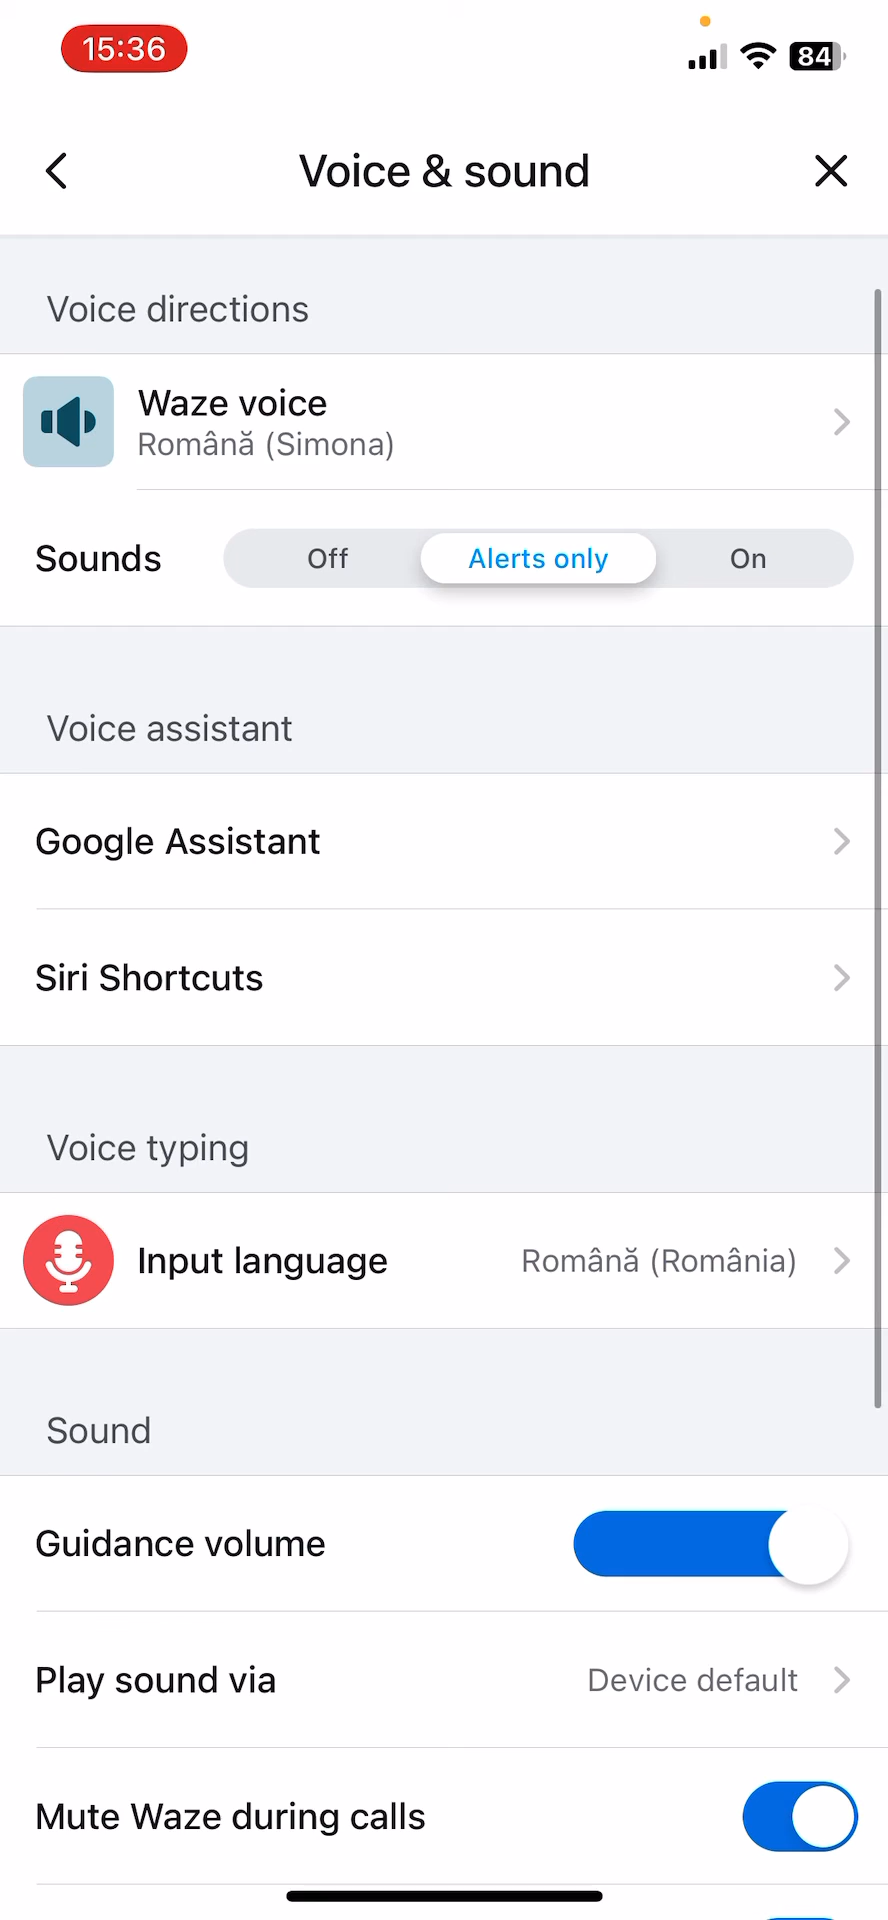 15:36
84
Voice & sound
Voice directions
Waze voice
Română (Simona)
Sounds
Off
Alerts only
On
Voice assistant
Google Assistant
Siri Shortcuts
Voice typing
Input language
Română (România)
Sound
Guidance volume
Play sound via
Device default
Mute Waze during calls